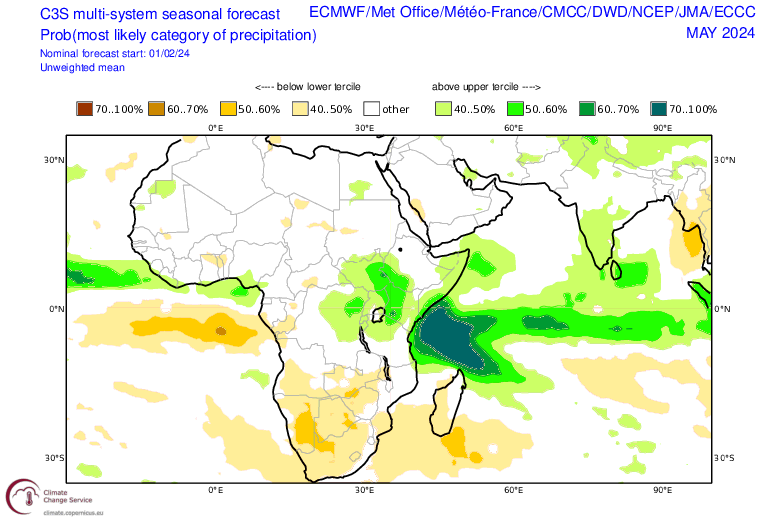 C3S multi-system seasonal forecast ECMWF/Met Office/Météo-France/CMCC/DWD/NCEP/JMA/ECCC
Prob(most likely category of precipitation) MAY 2024
Nominal forecast start: 01/02/24
Unweighted mean
<---- below lower tercile above upper tercile ---->
70..100% 60..70% 50..60% 40..50% other 40..50% 50..60% 60..70% 70..100%
0°E 30°E 60°E 90°E
30°N 30°N
0°N 0°N
30°S 30°S
0°E 30°E 60°E 90°E
Climate
Change Service
climate.copernicus.eu